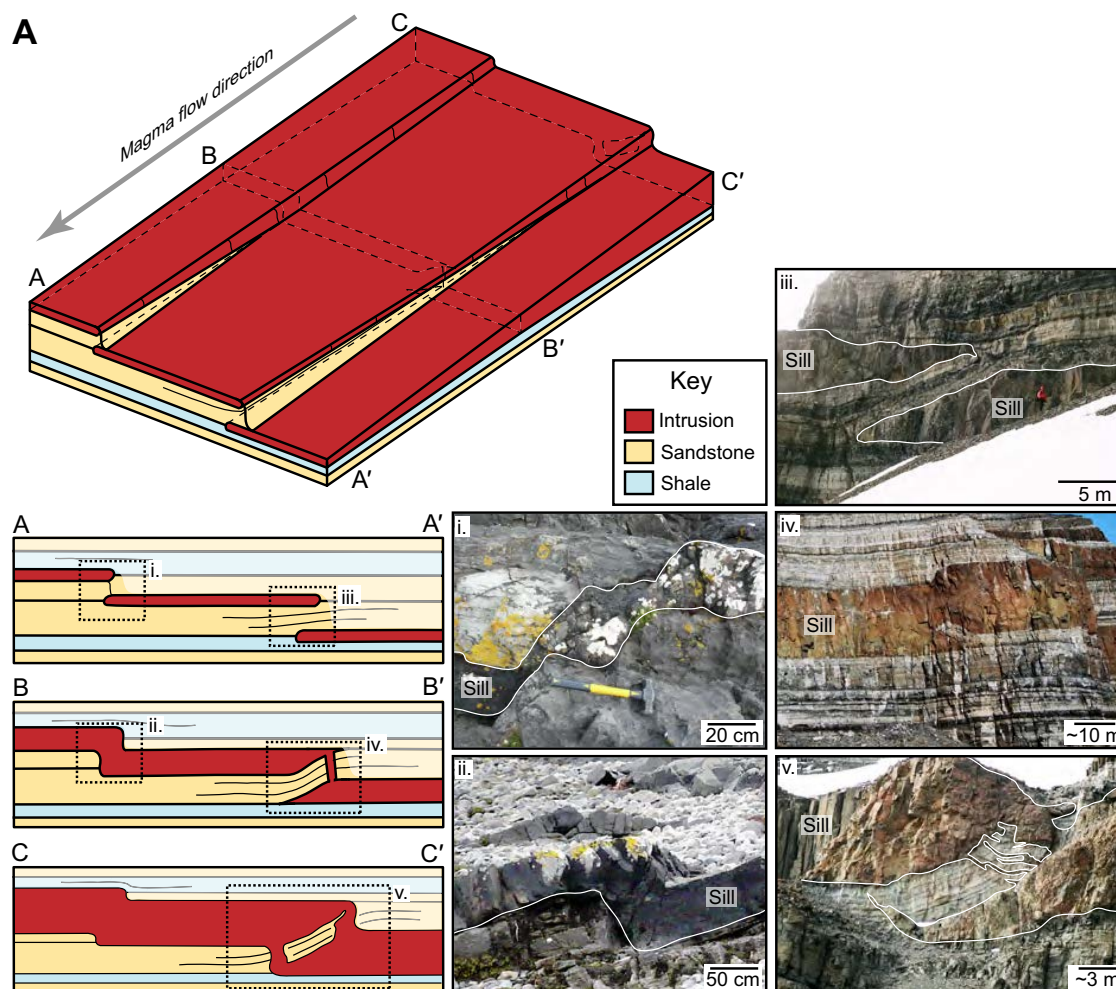 A
Magma flow direction
C
B
A
C′
B′
A′
Key
Intrusion
Sandstone
Shale
iii.
Sill
Sill
5 m
A
A′
i.
iii.
B
B′
ii.
iv.
C
C′
v.
i.
Sill
20 cm
ii.
Sill
50 cm
iv.
Sill
~10 m
v.
Sill
~3 m